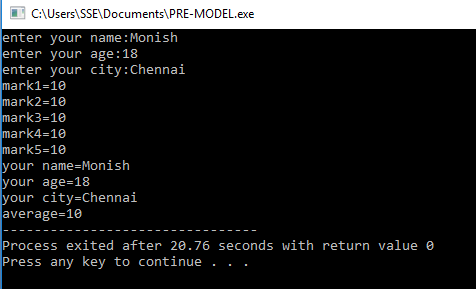 C:\Users\SSE\Documents\PRE-MODEL.exe
enter your name:Monish
enter your age:18
enter your city:Chennai
mark1=10
mark2=10
mark3=10
mark4=10
mark5=10
your name=Monish
your age=18
your city=Chennai
average=10
--------------------------------
Process exited after 20.76 seconds with return value 0
Press any key to continue . . .